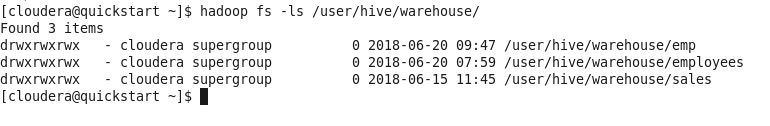 [cloudera@quickstart ~]$ hadoop fs -ls /user/hive/warehouse/
Found 3 items
drwxrwxrwx   - cloudera supergroup          0 2018-06-20 09:47 /user/hive/warehouse/emp
drwxrwxrwx   - cloudera supergroup          0 2018-06-20 07:59 /user/hive/warehouse/employees
drwxrwxrwx   - cloudera supergroup          0 2018-06-15 11:45 /user/hive/warehouse/sales
[cloudera@quickstart ~]$